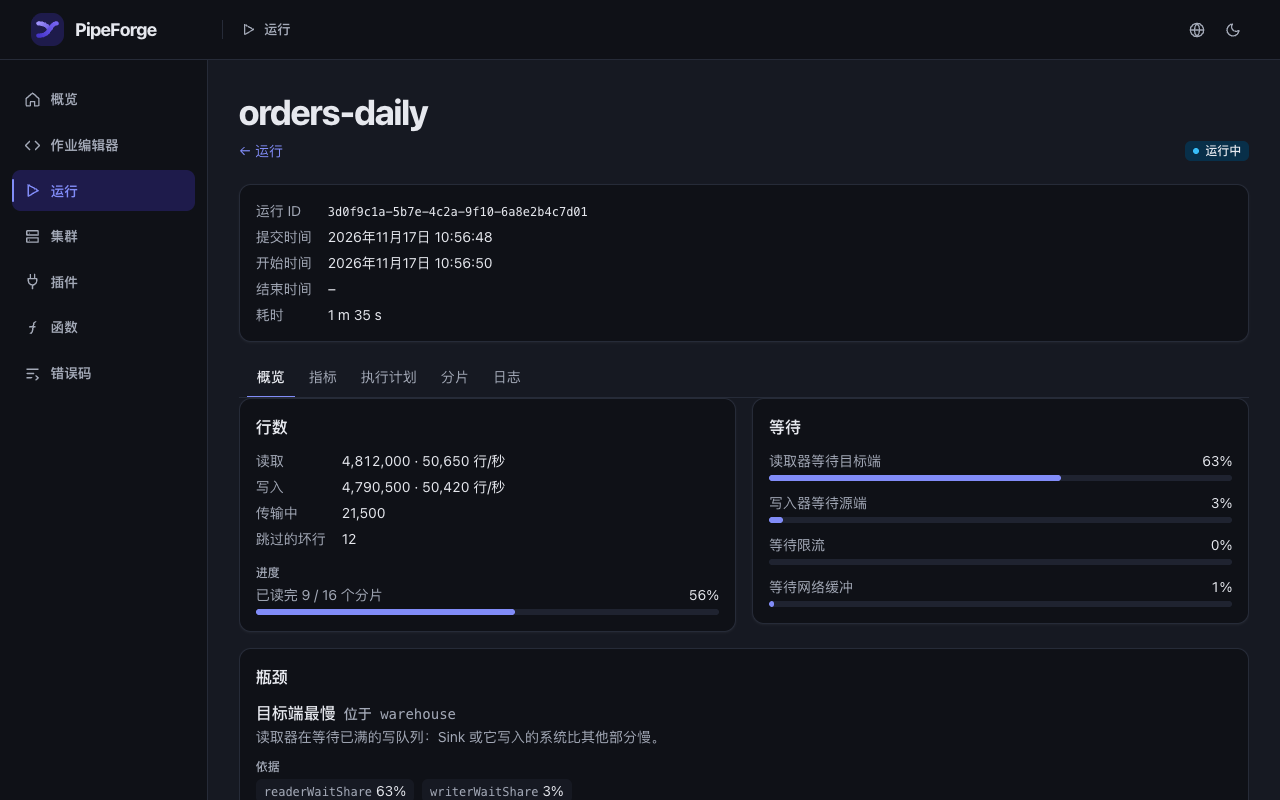 PipeForge
运行
概览
作业编辑器
运行
集群
插件
函数
错误码
orders-daily
← 运行
运行中
运行 ID 3d0f9c1a-5b7e-4c2a-9f10-6a8e2b4c7d01
提交时间 2026年11月17日 10:56:48
开始时间 2026年11月17日 10:56:50
结束时间 –
耗时 1 m 35 s
概览 指标 执行计划 分片 日志
行数
读取 4,812,000 · 50,650 行/秒
写入 4,790,500 · 50,420 行/秒
传输中 21,500
跳过的坏行 12
进度
已读完 9 / 16 个分片 56%
等待
读取器等待目标端 63%
写入器等待源端 3%
等待限流 0%
等待网络缓冲 1%
瓶颈
目标端最慢 位于 warehouse
读取器在等待已满的写队列：Sink 或它写入的系统比其他部分慢。
依据
readerWaitShare 63% writerWaitShare 3%